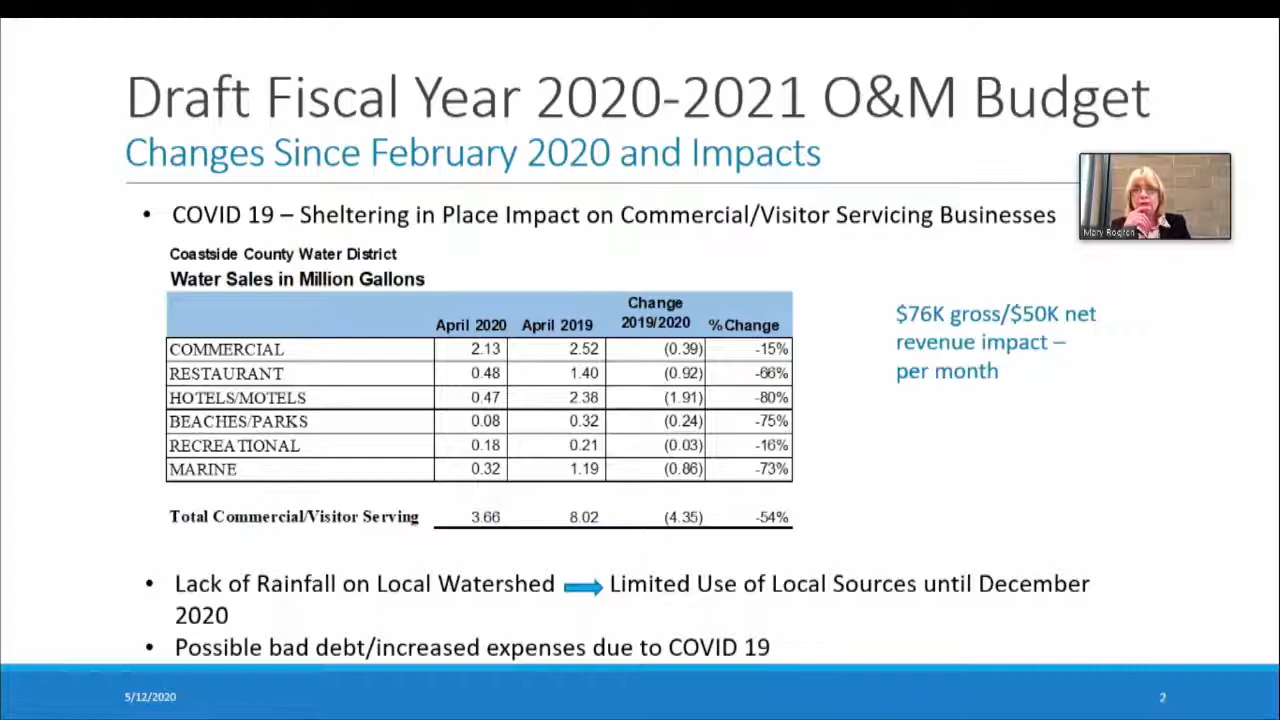 Draft Fiscal Year 2020-2021 O&M Budget
Changes Since February 2020 and Impacts
• COVID 19 – Sheltering in Place Impact on Commercial/Visitor Servicing Businesses
Mary Rogren
Coastside County Water District
Water Sales in Million Gallons
April 2020 April 2019 Change 2019/2020 %Change
COMMERCIAL 2.13 2.52 (0.39) -15%
RESTAURANT 0.48 1.40 (0.92) -66%
HOTELS/MOTELS 0.47 2.38 (1.91) -80%
BEACHES/PARKS 0.08 0.32 (0.24) -75%
RECREATIONAL 0.18 0.21 (0.03) -16%
MARINE 0.32 1.19 (0.86) -73%
Total Commercial/Visitor Serving 3.66 8.02 (4.35) -54%
$76K gross/$50K net
revenue impact –
per month
• Lack of Rainfall on Local Watershed Limited Use of Local Sources until December
2020
• Possible bad debt/increased expenses due to COVID 19
5/12/2020
2